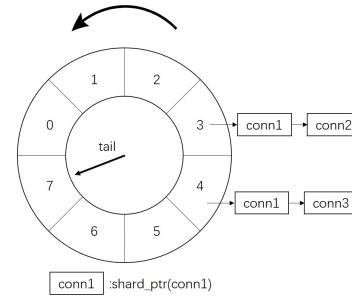 1 2
0 3 conn1 conn2
tail
7 4 conn1 conn3
6 5
conn1 :shard_ptr(conn1)